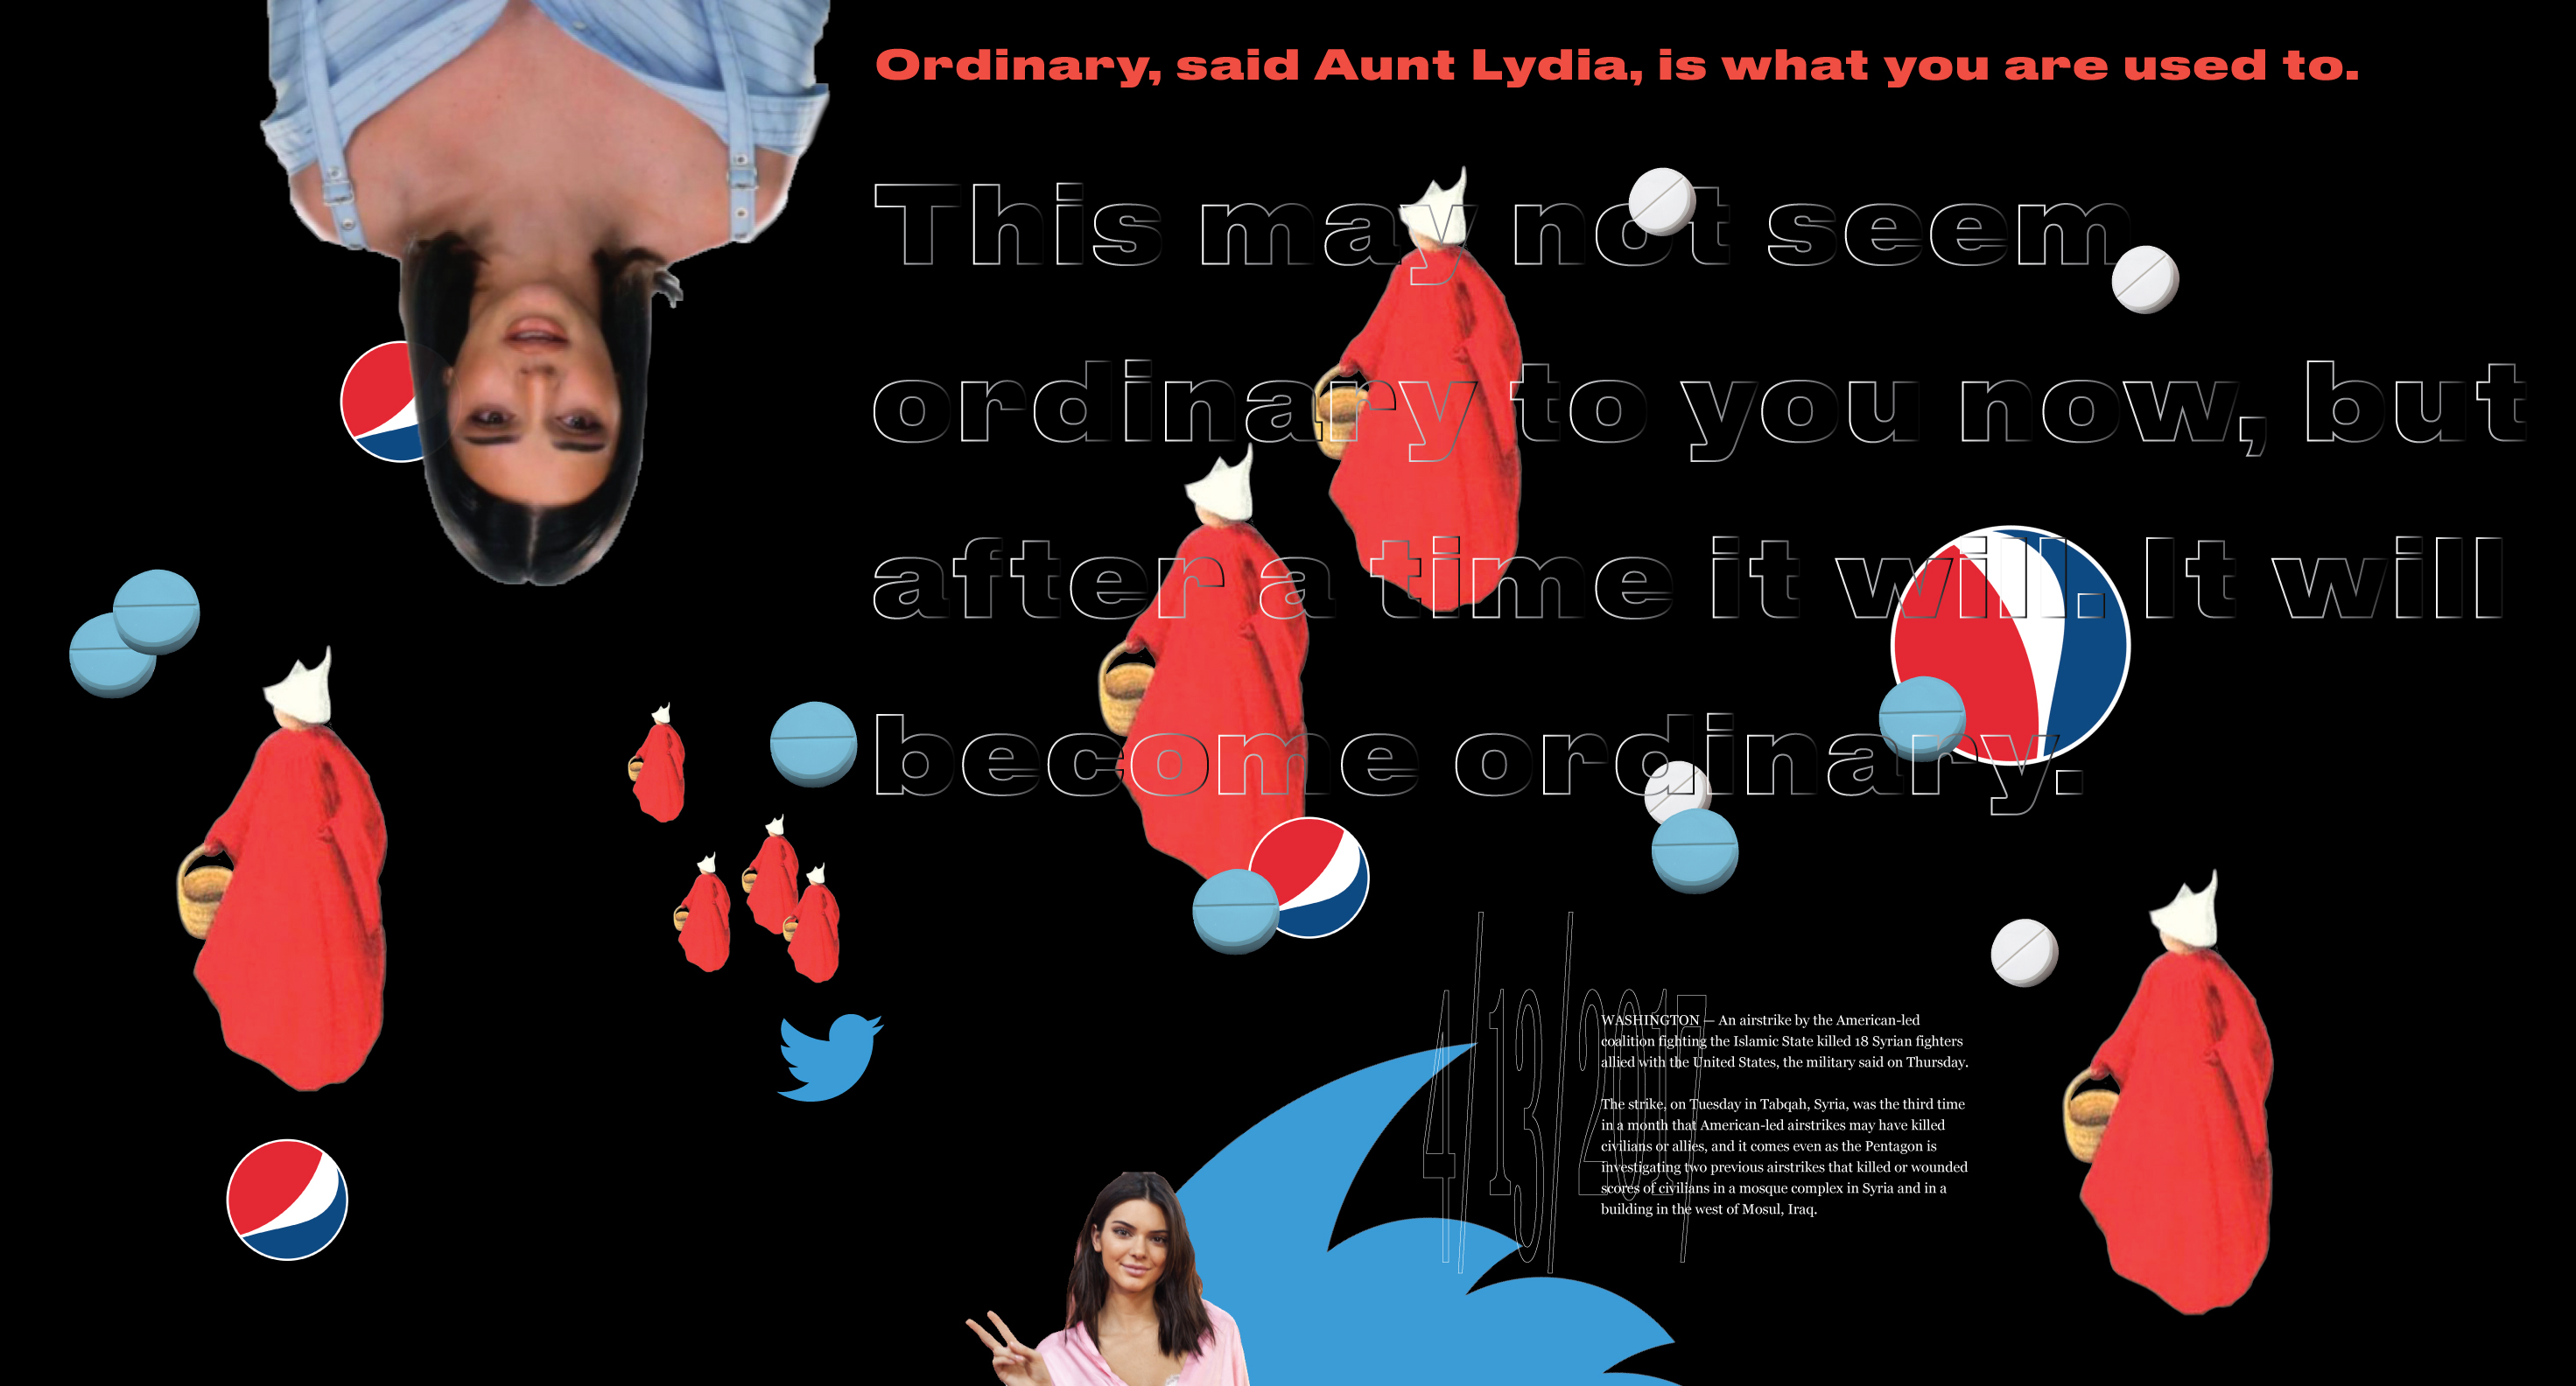 Ordinary, said Aunt Lydia, is what you are used to.
This may not seem
ordinary to you now, but
after a time it will. It will
become ordinary.
4/13/2017
WASHINGTON — An airstrike by the American-led
coalition fighting the Islamic State killed 18 Syrian fighters
allied with the United States, the military said on Thursday.
The strike, on Tuesday in Tabqah, Syria, was the third time
in a month that American-led airstrikes may have killed
civilians or allies, and it comes even as the Pentagon is
investigating two previous airstrikes that killed or wounded
scores of civilians in a mosque complex in Syria and in a
building in the west of Mosul, Iraq.